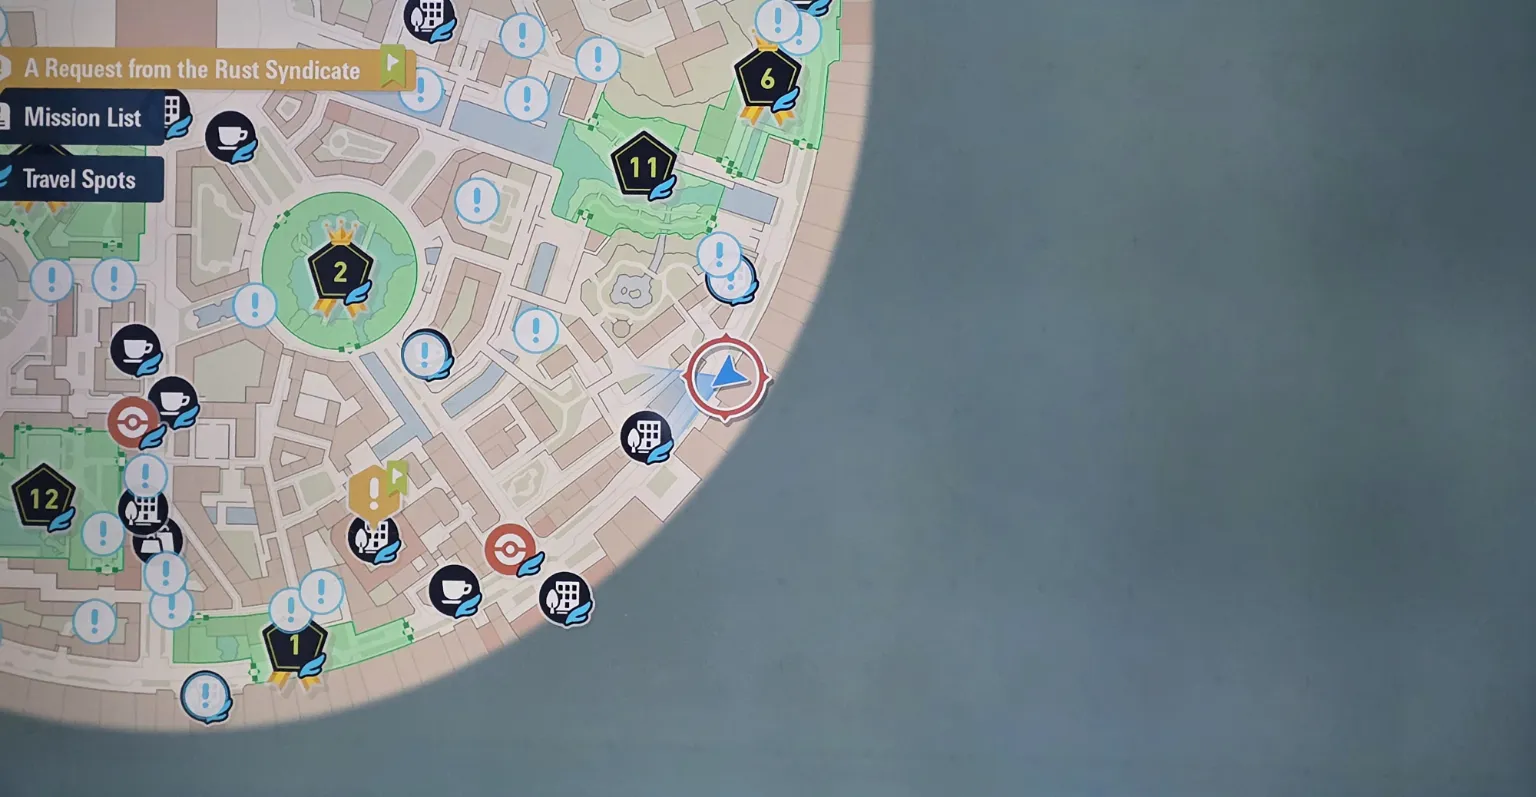 A Request from the Rust Syndicate
Mission List
Travel Spots
6
11
2
12
1